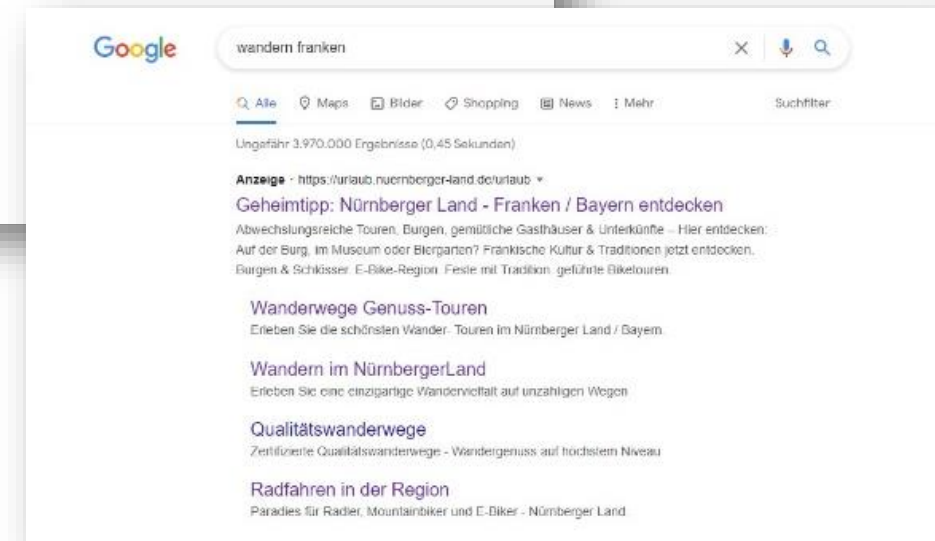 Google
wandern franken
Alle Maps Bilder Shopping News Mehr Suchfilter
Ungefähr 3.970.000 Ergebnisse (0,45 Sekunden)
Anzeige · https://urlaub.nuernberger-land.de/urlaub
Geheimtipp: Nürnberger Land - Franken / Bayern entdecken
Abwechslungsreiche Touren, Burgen, gemütliche Gasthäuser & Unterkünfte – Hier entdecken:
Auf der Burg, im Museum oder Biergarten? Fränkische Kultur & Traditionen jetzt entdecken.
Burgen & Schlösser. E-Bike-Region. Feste mit Tradition. geführte Biketouren.
Wanderwege Genuss-Touren
Erleben Sie die schönsten Wander- Touren im Nürnberger Land / Bayern.
Wandern im NürnbergerLand
Erleben Sie eine einzigartige Wandervielfalt auf unzähligen Wegen
Qualitätswanderwege
Zertifizierte Qualitätswanderwege - Wandergenuss auf höchstem Niveau
Radfahren in der Region
Paradies für Radler, Mountainbiker und E-Biker - Nürnberger Land